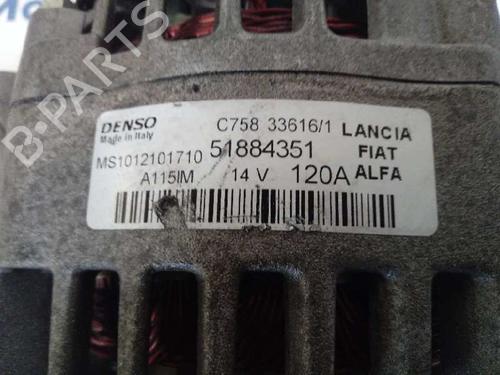 DENSO
Made in Italy
C758 33616/1
LANCIA
MS1012101710
51884351
FIAT
A115IM
14 V
120A
ALFA
B-PARTS